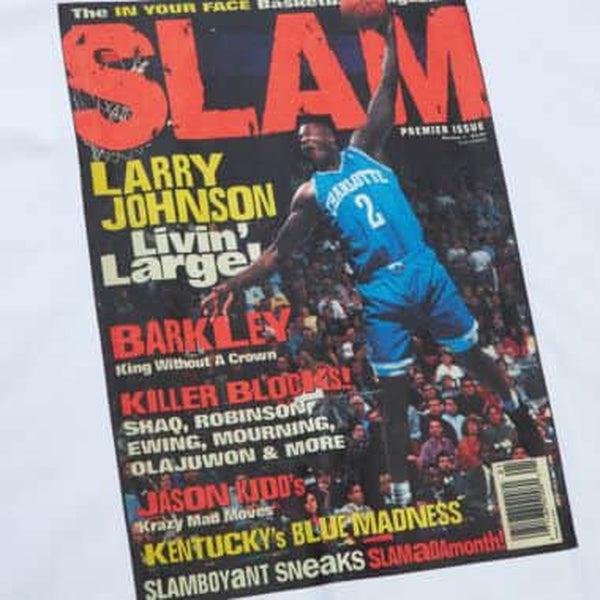 The IN YOUR FACE Basketball
SLAM
PREMIER ISSUE
LARRY
JOHNSON
Livin'
Large!
CHARLOTTE
2
BARKLEY
King Without A Crown
KILLER BLOCKS!
SHAQ, ROBINSON,
EWING, MOURNING,
OLAJUWON & MORE
JASON KIDD's
Krazy Mad Moves
KENTUCKY's BLUE MADNESS
SLAMBOYaNT SNeaKS SLAMaDAmonth!